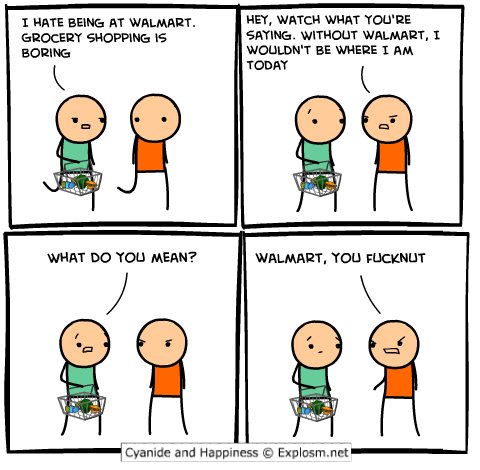 I HATE BEING AT WALMART.
GROCERY SHOPPING IS
BORING
HEY, WATCH WHAT YOU'RE
SAYING. WITHOUT WALMART, I
WOULDN'T BE WHERE I AM
TODAY
WHAT DO YOU MEAN?
WALMART, YOU FUCKNUT
Cyanide and Happiness © Explosm.net